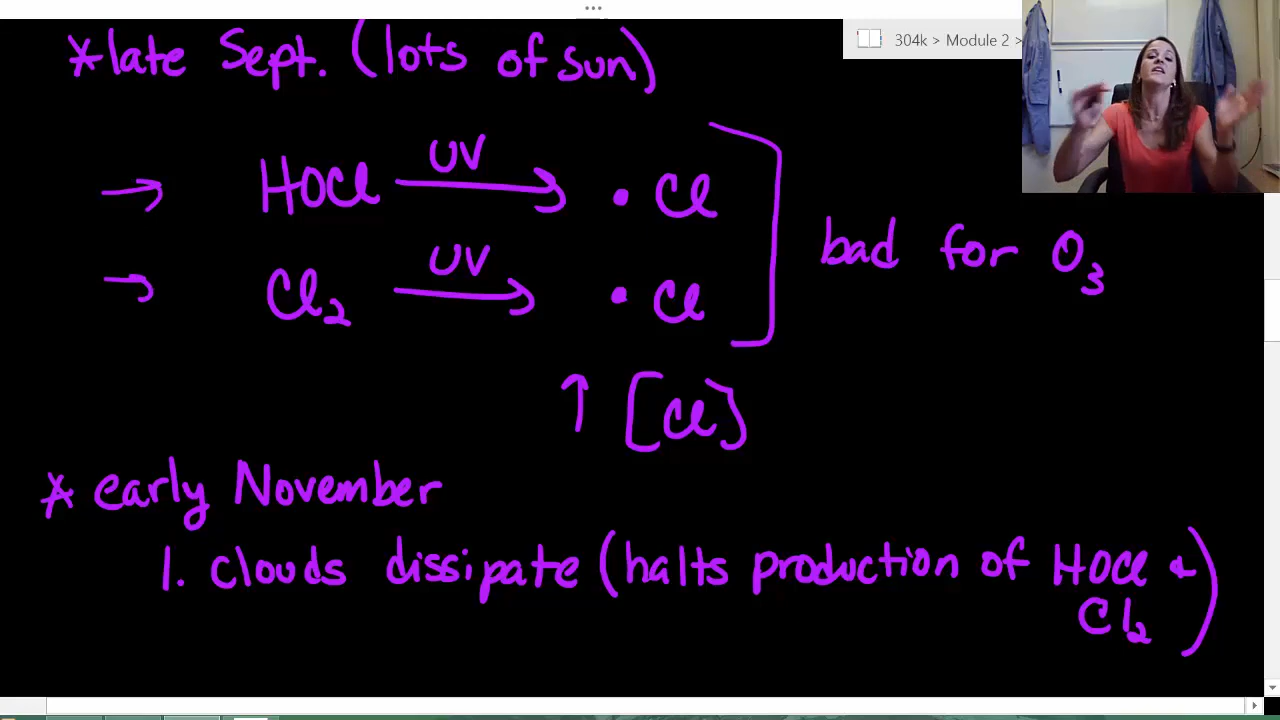 304k > Module 2 >
*late Sept. (lots of sun)
→ HOCl UV → • Cl
→ Cl2 UV → • Cl
bad for O3
↑ [Cl]
* early November
1. clouds dissipate (halts production of HOCl +
Cl2)